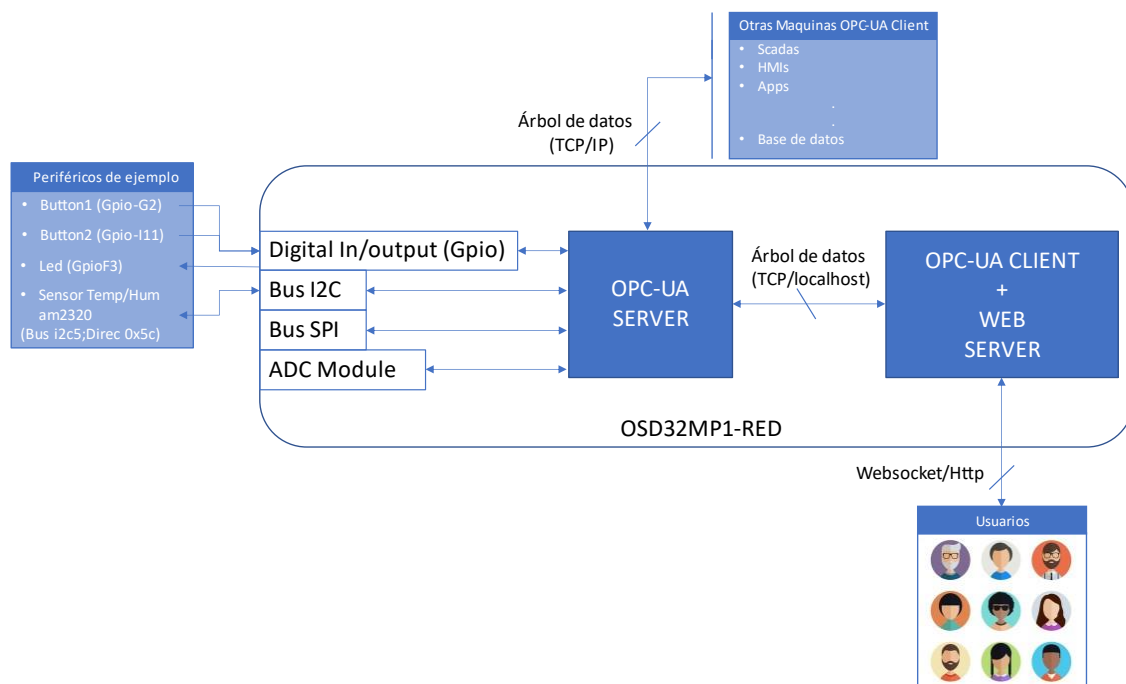 Otras Maquinas OPC-UA Client
• Scadas
• HMIs
• Apps
.
.
• Base de datos
Árbol de datos
(TCP/IP)
Periféricos de ejemplo
• Button1 (Gpio-G2)
• Button2 (Gpio-I11)
• Led (GpioF3)
• Sensor Temp/Hum
am2320
(Bus i2c5;Direc 0x5c)
Digital In/output (Gpio)
Bus I2C
Bus SPI
ADC Module
OPC-UA
SERVER
Árbol de datos
(TCP/localhost)
OPC-UA CLIENT
+
WEB
SERVER
OSD32MP1-RED
Websocket/Http
Usuarios